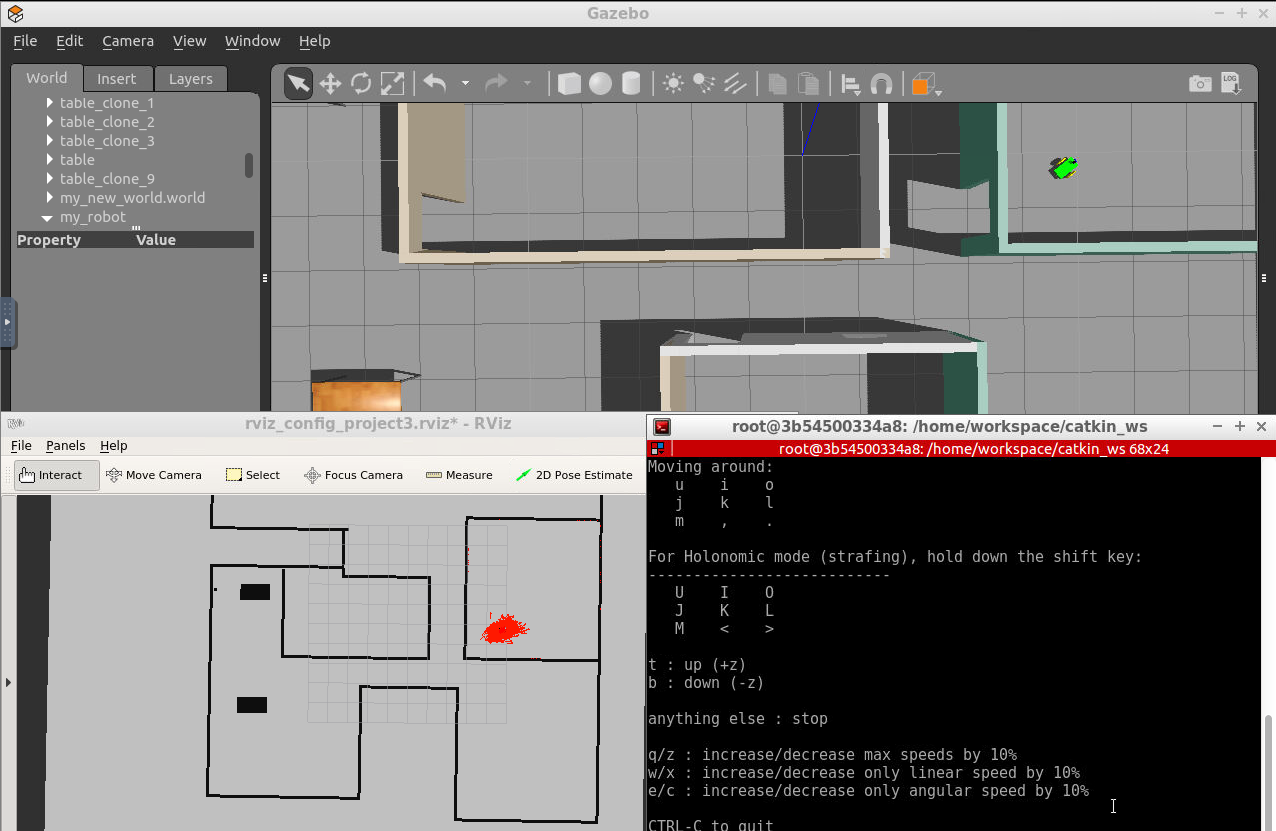 Gazebo
File Edit Camera View Window Help
World Insert Layers
LOG
table_clone_1
table_clone_2
table_clone_3
table
table_clone_9
my_new_world.world
my_robot
Property Value
RViz
rviz_config_project3.rviz* - RViz
File Panels Help
Interact Move Camera Select Focus Camera Measure 2D Pose Estimate
root@3b54500334a8: /home/workspace/catkin_ws
root@3b54500334a8: /home/workspace/catkin_ws 68x24
Moving around:
u i o
j k l
m , .
For Holonomic mode (strafing), hold down the shift key:
---------------------------
U I O
J K L
M < >
t : up (+z)
b : down (-z)
anything else : stop
q/z : increase/decrease max speeds by 10%
w/x : increase/decrease only linear speed by 10%
e/c : increase/decrease only angular speed by 10%
CTRL-C to quit